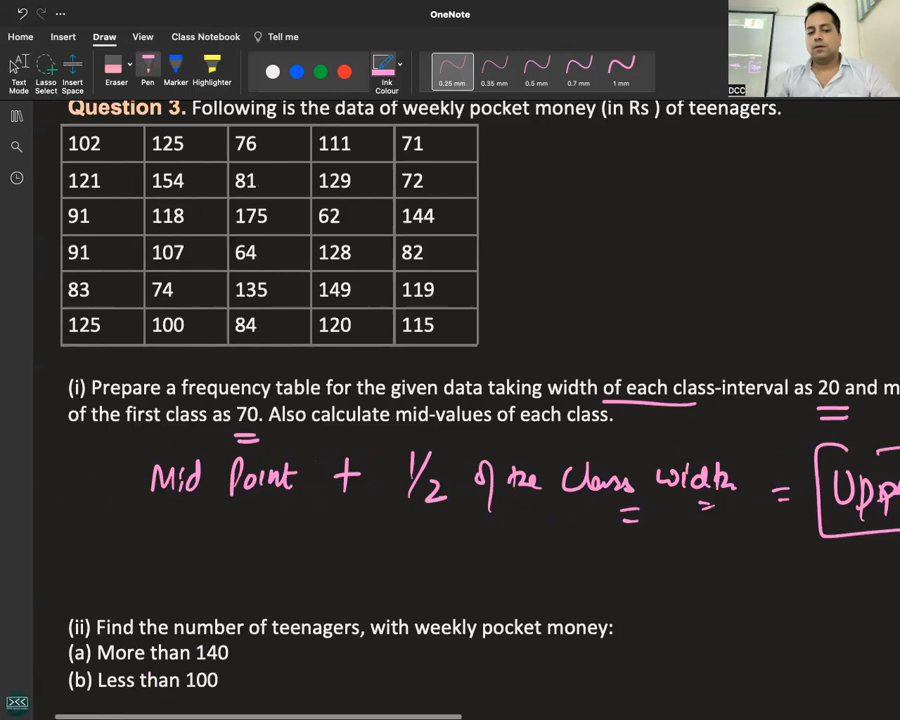 OneNote
Home Insert Draw View Class Notebook Tell me
Text Mode Lasso Select Insert Space Eraser Pen Marker Highlighter Ink Colour 0.25 mm 0.35 mm 0.5 mm 0.7 mm 1 mm
DCC
Question 3. Following is the data of weekly pocket money (in Rs ) of teenagers.
102 125 76 111 71
121 154 81 129 72
91 118 175 62 144
91 107 64 128 82
83 74 135 149 119
125 100 84 120 115
(i) Prepare a frequency table for the given data taking width of each class-interval as 20 and m
of the first class as 70. Also calculate mid-values of each class.
Mid Point + 1/2 of the Class width = Upp
(ii) Find the number of teenagers, with weekly pocket money:
(a) More than 140
(b) Less than 100